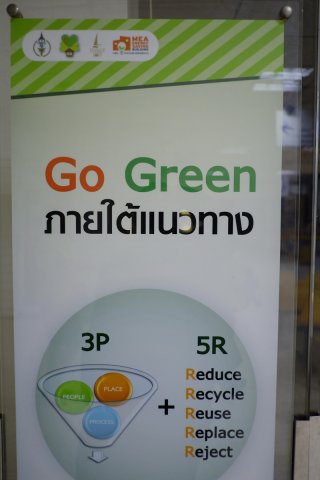 MEA
Go Green
ภายใต้แนวทาง
3P
PEOPLE
PLACE
PROCESS
+
5R
Reduce
Recycle
Reuse
Replace
Reject